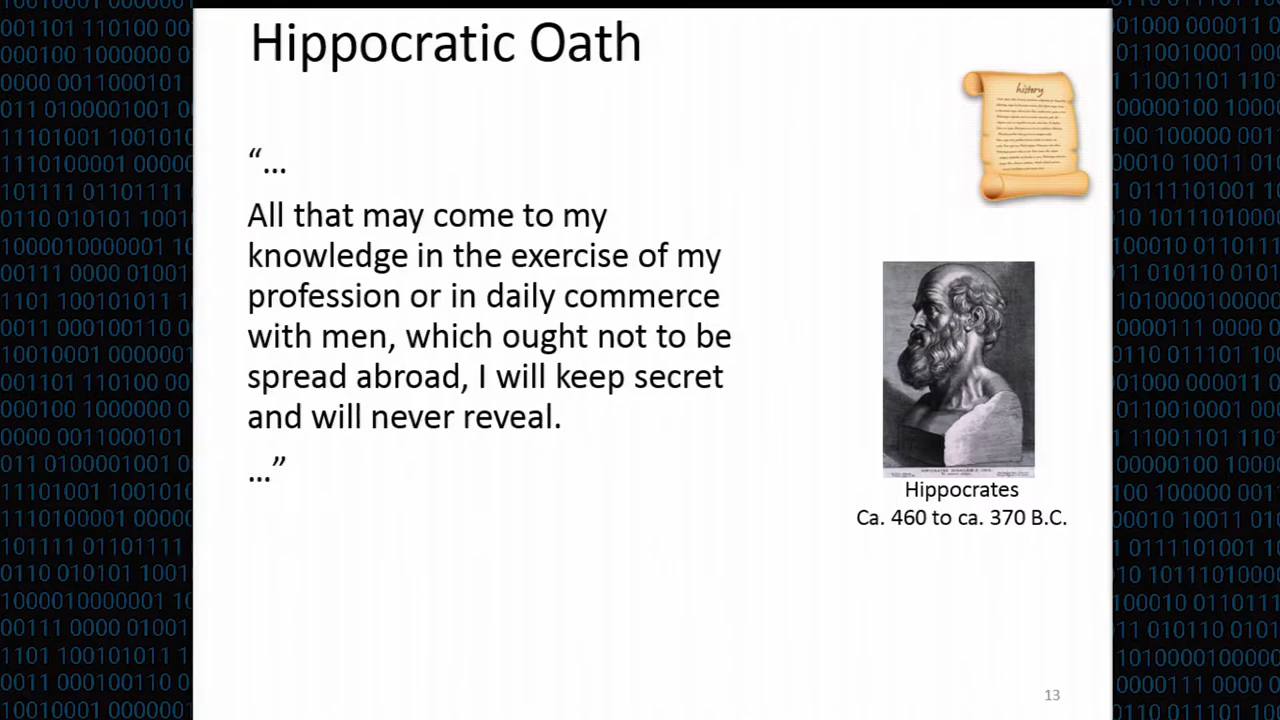 Hippocratic Oath
history
“...
All that may come to my
knowledge in the exercise of my
profession or in daily commerce
with men, which ought not to be
spread abroad, I will keep secret
and will never reveal.
...”
Hippocrates
Ca. 460 to ca. 370 B.C.
13